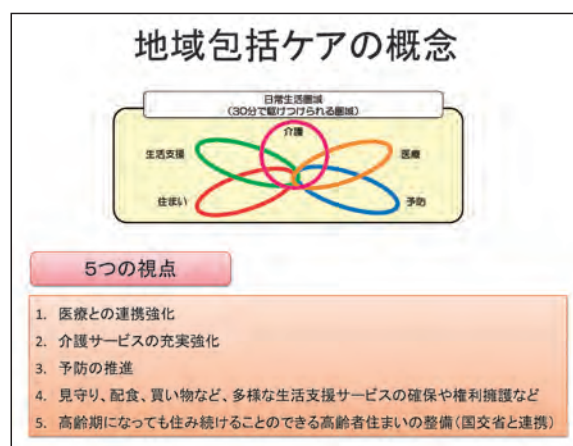 地域包括ケアの概念
日常生活圏域
(30分で駆けつけられる圏域)
介護
生活支援
医療
住まい
予防
5つの視点
1. 医療との連携強化
2. 介護サービスの充実強化
3. 予防の推進
4. 見守り、配食、買い物など、多様な生活支援サービスの確保や権利擁護など
5. 高齢期になっても住み続けることのできる高齢者住まいの整備(国交省と連携)